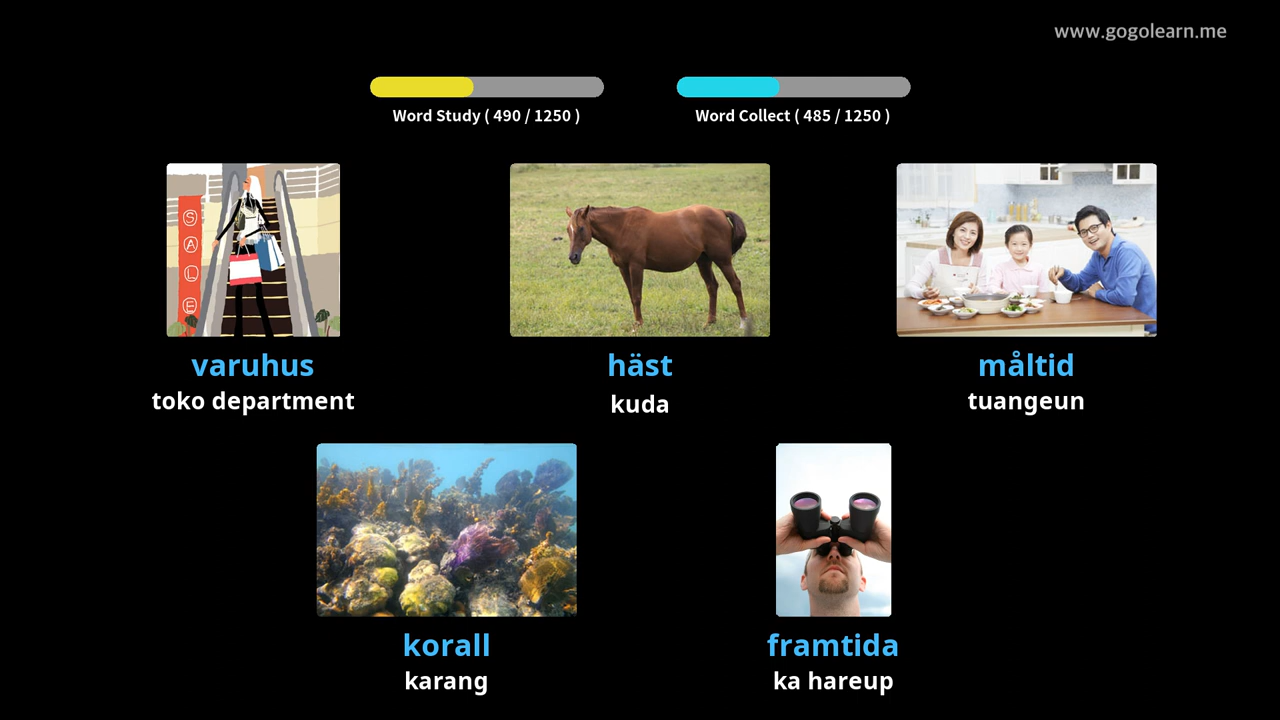 www.gogolearn.me
Word Study ( 490 / 1250 )
Word Collect ( 485 / 1250 )
SALE
varuhus
toko department
häst
kuda
måltid
tuangeun
korall
karang
framtida
ka hareup